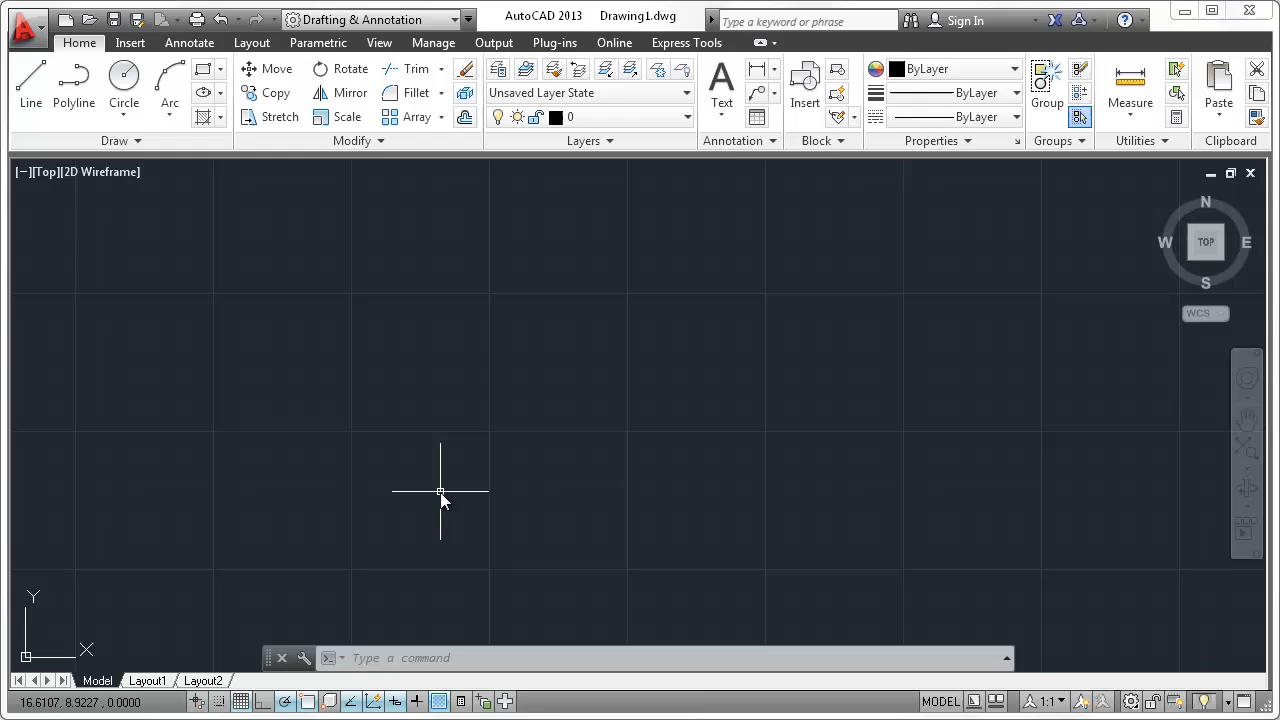 Drafting & Annotation AutoCAD 2013 Drawing1.dwg Type a keyword or phrase Sign In
Home Insert Annotate Layout Parametric View Manage Output Plug-ins Online Express Tools
Line Polyline Circle Arc
Move Rotate Trim
Copy Mirror Fillet
Stretch Scale Array
Unsaved Layer State
0
Text
Insert
ByLayer
ByLayer
ByLayer
Group
Measure
Paste
Draw Modify Layers Annotation Block Properties Groups Utilities Clipboard
[−][Top][2D Wireframe]
N
W TOP E
S
WCS
Y
X
Type a command
Model Layout1 Layout2
16.6107, 8.9227, 0.0000 MODEL 1:1